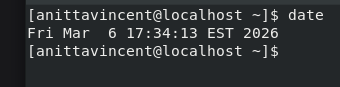 [anittavincent@localhost ~]$ date
Fri Mar  6 17:34:13 EST 2026
[anittavincent@localhost ~]$